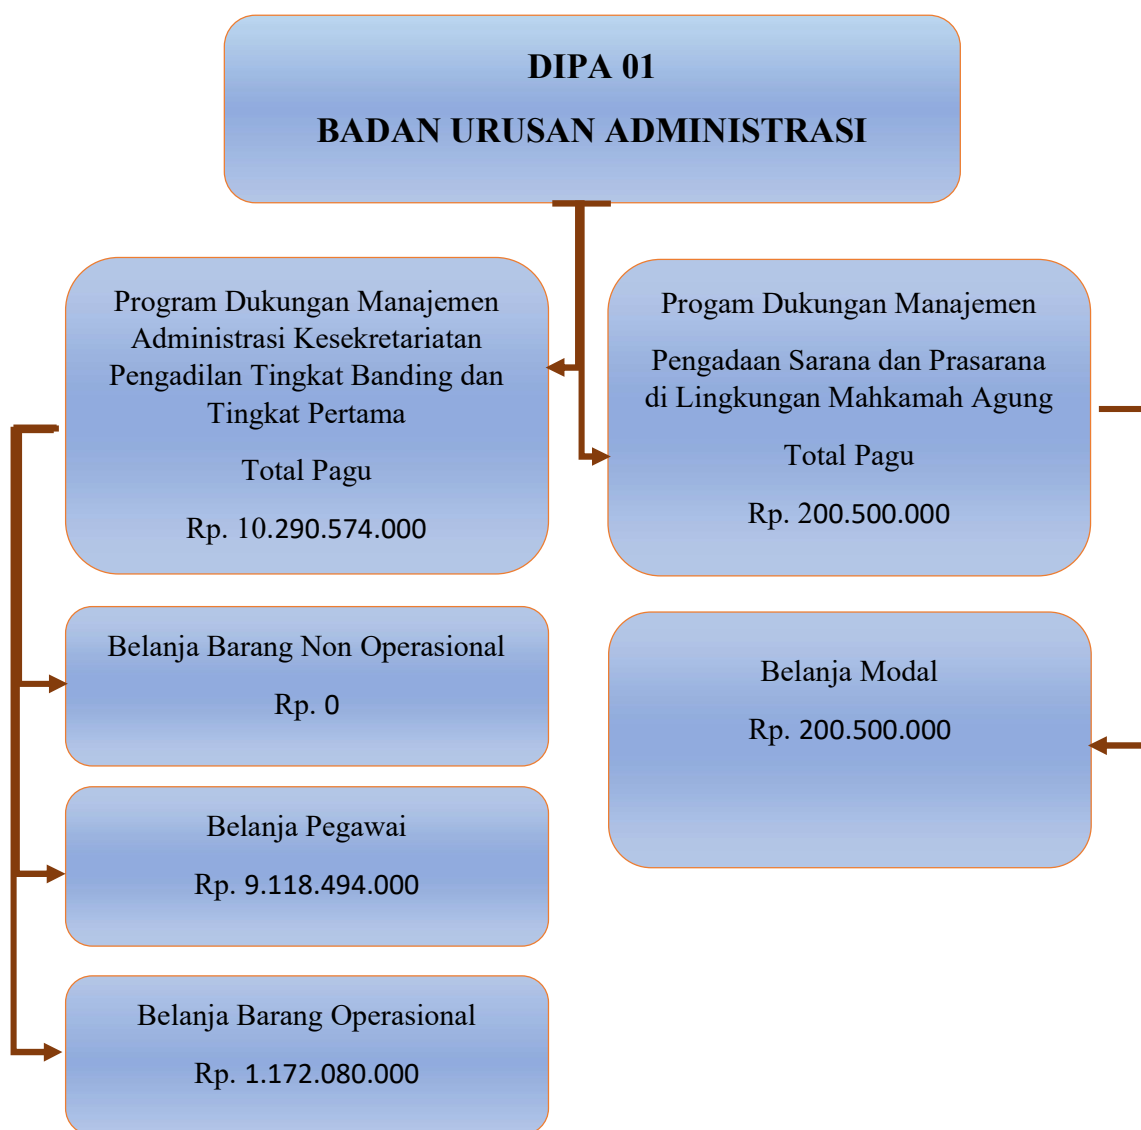 DIPA 01
BADAN URUSAN ADMINISTRASI
Program Dukungan Manajemen
Administrasi Kesekretariatan
Pengadilan Tingkat Banding dan
Tingkat Pertama
Total Pagu
Rp. 10.290.574.000
Progam Dukungan Manajemen
Pengadaan Sarana dan Prasarana
di Lingkungan Mahkamah Agung
Total Pagu
Rp. 200.500.000
Belanja Barang Non Operasional
Rp. 0
Belanja Modal
Rp. 200.500.000
Belanja Pegawai
Rp. 9.118.494.000
Belanja Barang Operasional
Rp. 1.172.080.000